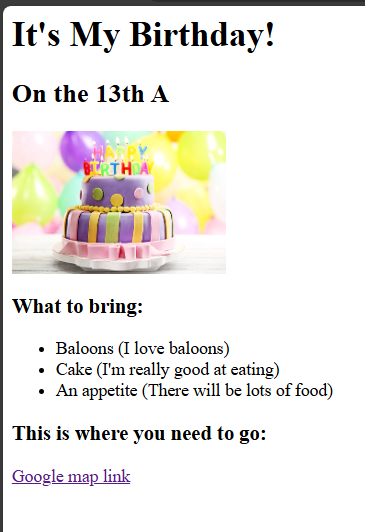 It's My Birthday!
On the 13th A
HAPPY
BIRTHDAY
What to bring:
Baloons (I love baloons)
Cake (I'm really good at eating)
An appetite (There will be lots of food)
This is where you need to go:
Google map link